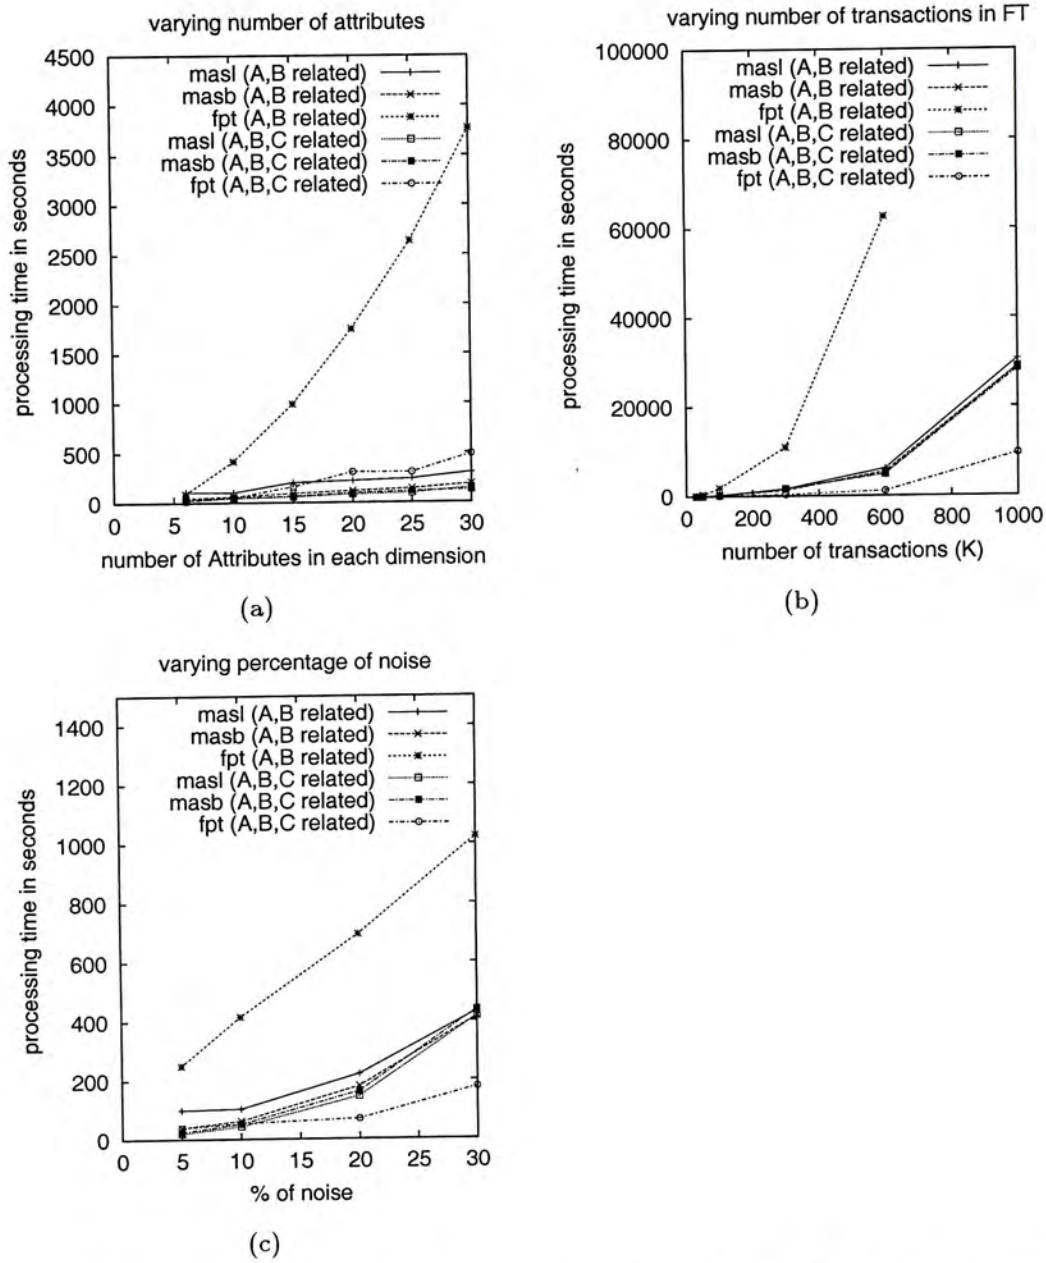 varying number of attributes
4500
4000
3500
3000
2500
2000
1500
1000
500
0
masl (A,B related)
masb (A,B related)
fpt (A,B related)
masl (A,B,C related)
masb (A,B,C related)
fpt (A,B,C related)
processing time in seconds
0 5 10 15 20 25 30
number of Attributes in each dimension
(a)
varying number of transactions in FT
100000
80000
60000
40000
20000
0
masl (A,B related)
masb (A,B related)
fpt (A,B related)
masl (A,B,C related)
masb (A,B,C related)
fpt (A,B,C related)
processing time in seconds
0 200 400 600 800 1000
number of transactions (K)
(b)
varying percentage of noise
1400
1200
1000
800
600
400
200
0
masl (A,B related)
masb (A,B related)
fpt (A,B related)
masl (A,B,C related)
masb (A,B,C related)
fpt (A,B,C related)
processing time in seconds
0 5 10 15 20 25 30
% of noise
(c)